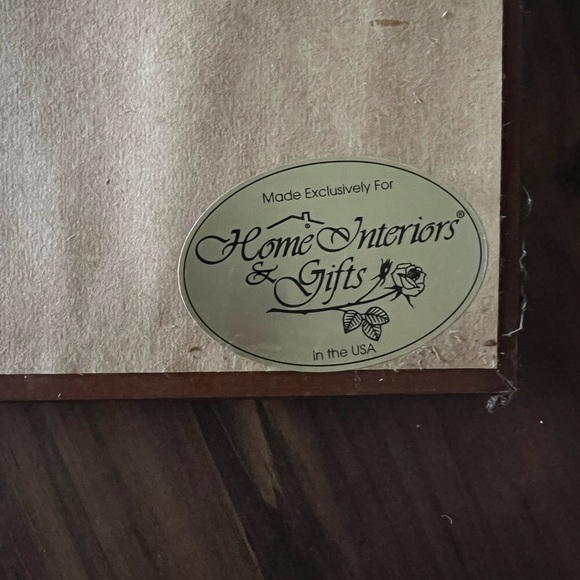 Made Exclusively For
Home Interiors®
& Gifts
in the USA